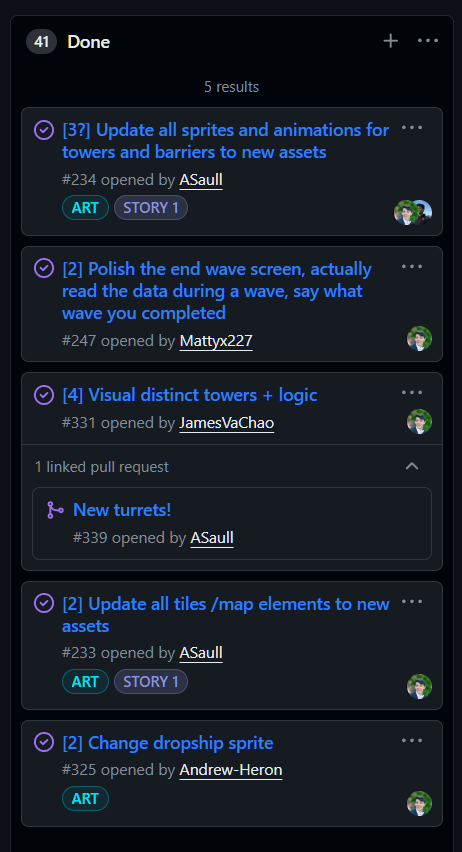 41 Done
5 results
[3?] Update all sprites and animations for
towers and barriers to new assets
#234 opened by ASaull
ART STORY 1
[2] Polish the end wave screen, actually
read the data during a wave, say what
wave you completed
#247 opened by Mattyx227
[4] Visual distinct towers + logic
#331 opened by JamesVaChao
1 linked pull request
New turrets!
#339 opened by ASaull
[2] Update all tiles /map elements to new
assets
#233 opened by ASaull
ART STORY 1
[2] Change dropship sprite
#325 opened by Andrew-Heron
ART